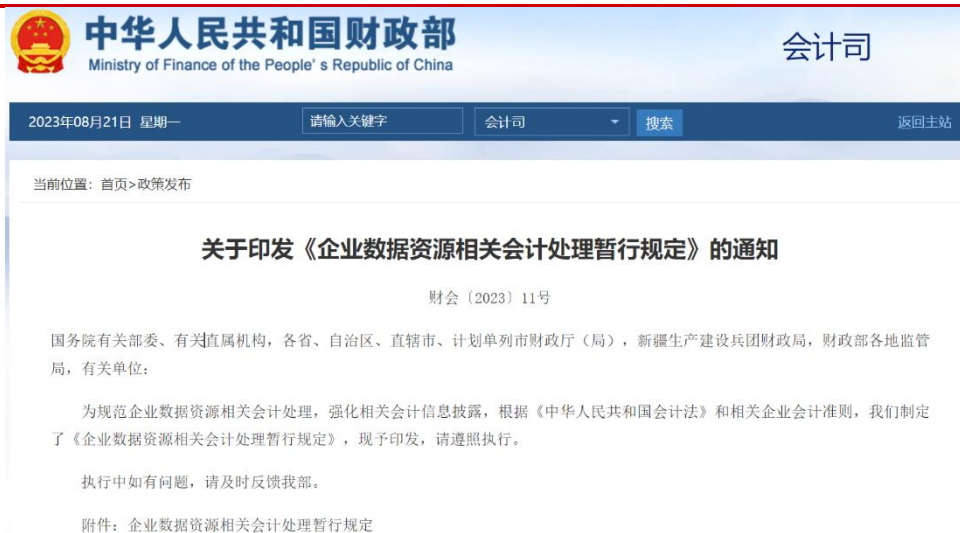 中华人民共和国财政部
Ministry of Finance of the People' s Republic of China
会计司
2023年08月21日 星期一
请输入关键字
会计司
搜索
返回主站
当前位置：首页>政策发布
关于印发《企业数据资源相关会计处理暂行规定》的通知
财会〔2023〕11号
国务院有关部委、有关直属机构，各省、自治区、直辖市、计划单列市财政厅（局），新疆生产建设兵团财政局，财政部各地监管
局，有关单位：
为规范企业数据资源相关会计处理，强化相关会计信息披露，根据《中华人民共和国会计法》和相关企业会计准则，我们制定
了《企业数据资源相关会计处理暂行规定》，现予印发，请遵照执行。
执行中如有问题，请及时反馈我部。
附件：企业数据资源相关会计处理暂行规定